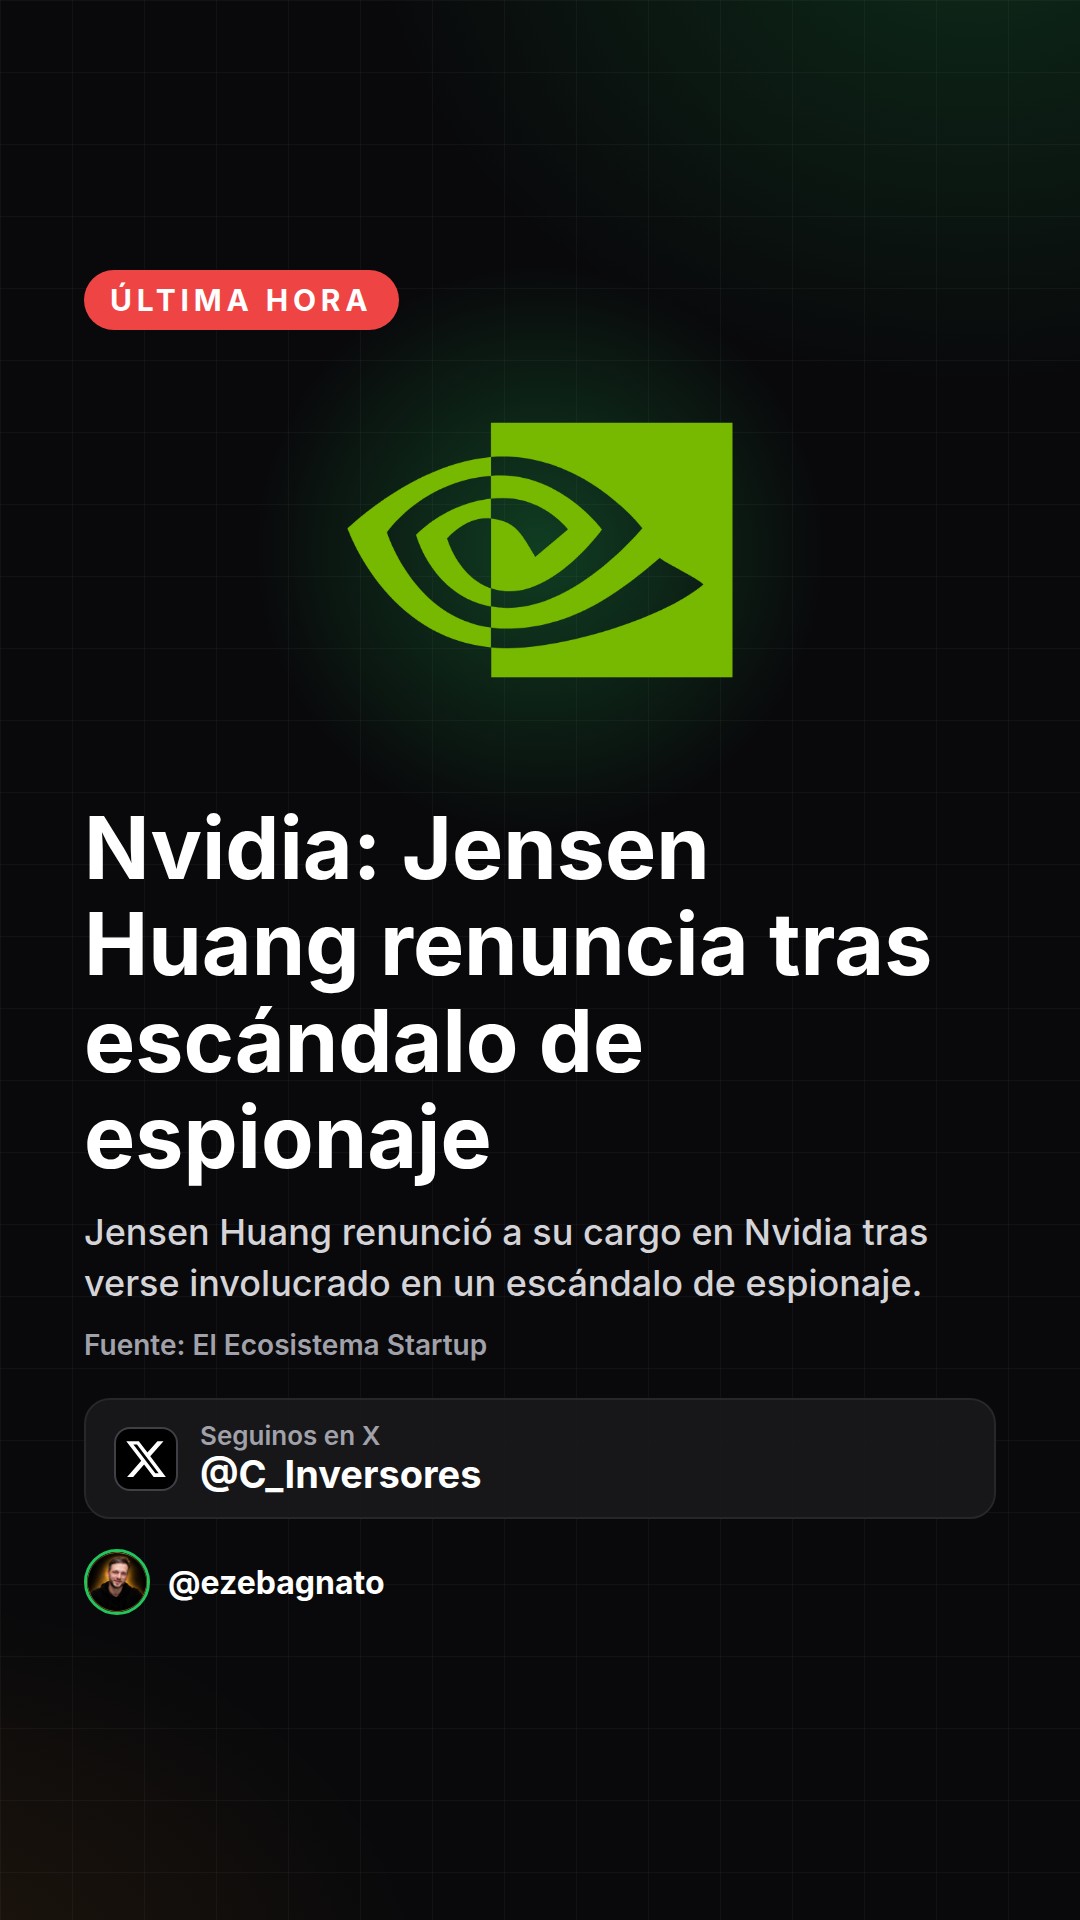 ÚLTIMA HORA
Nvidia: Jensen
Huang renuncia tras
escándalo de
espionaje
Jensen Huang renunció a su cargo en Nvidia tras
verse involucrado en un escándalo de espionaje.
Fuente: El Ecosistema Startup
Seguinos en X
@C_Inversores
@ezebagnato